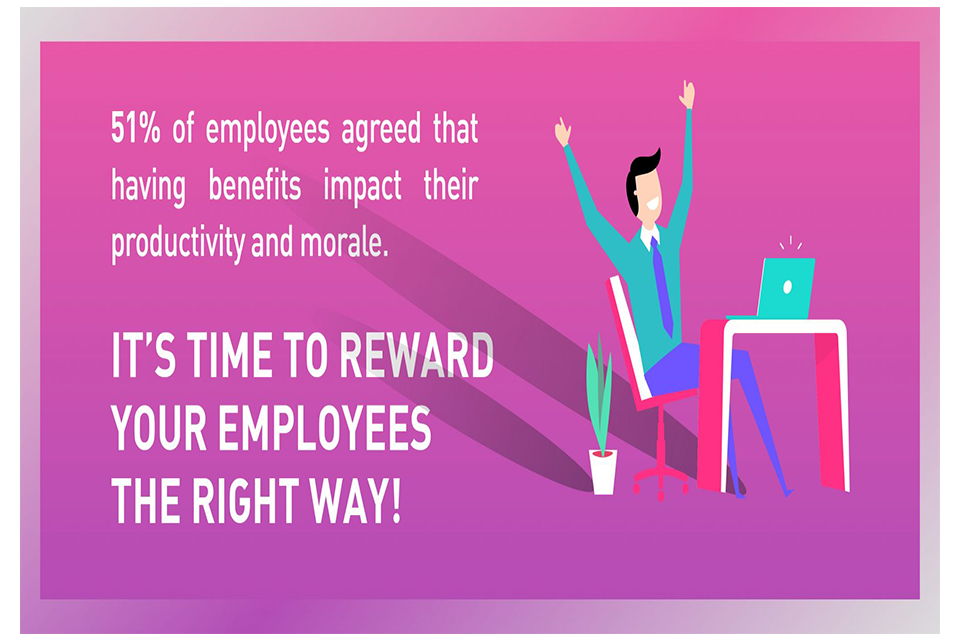 51% of employees agreed that
having benefits impact their
productivity and morale.
IT'S TIME TO REWARD
YOUR EMPLOYEES
THE RIGHT WAY!